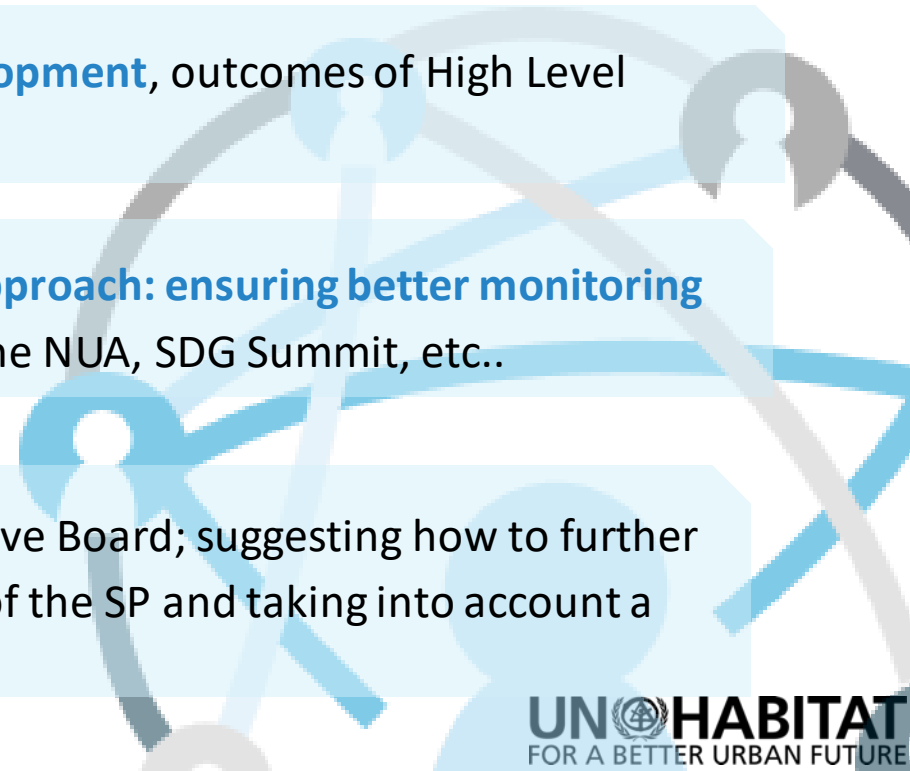 opment, outcomes of High Level
pproach: ensuring better monitoring
ne NUA, SDG Summit, etc..
ve Board; suggesting how to further
of the SP and taking into account a
UN HABITAT
FOR A BETTER URBAN FUTURE